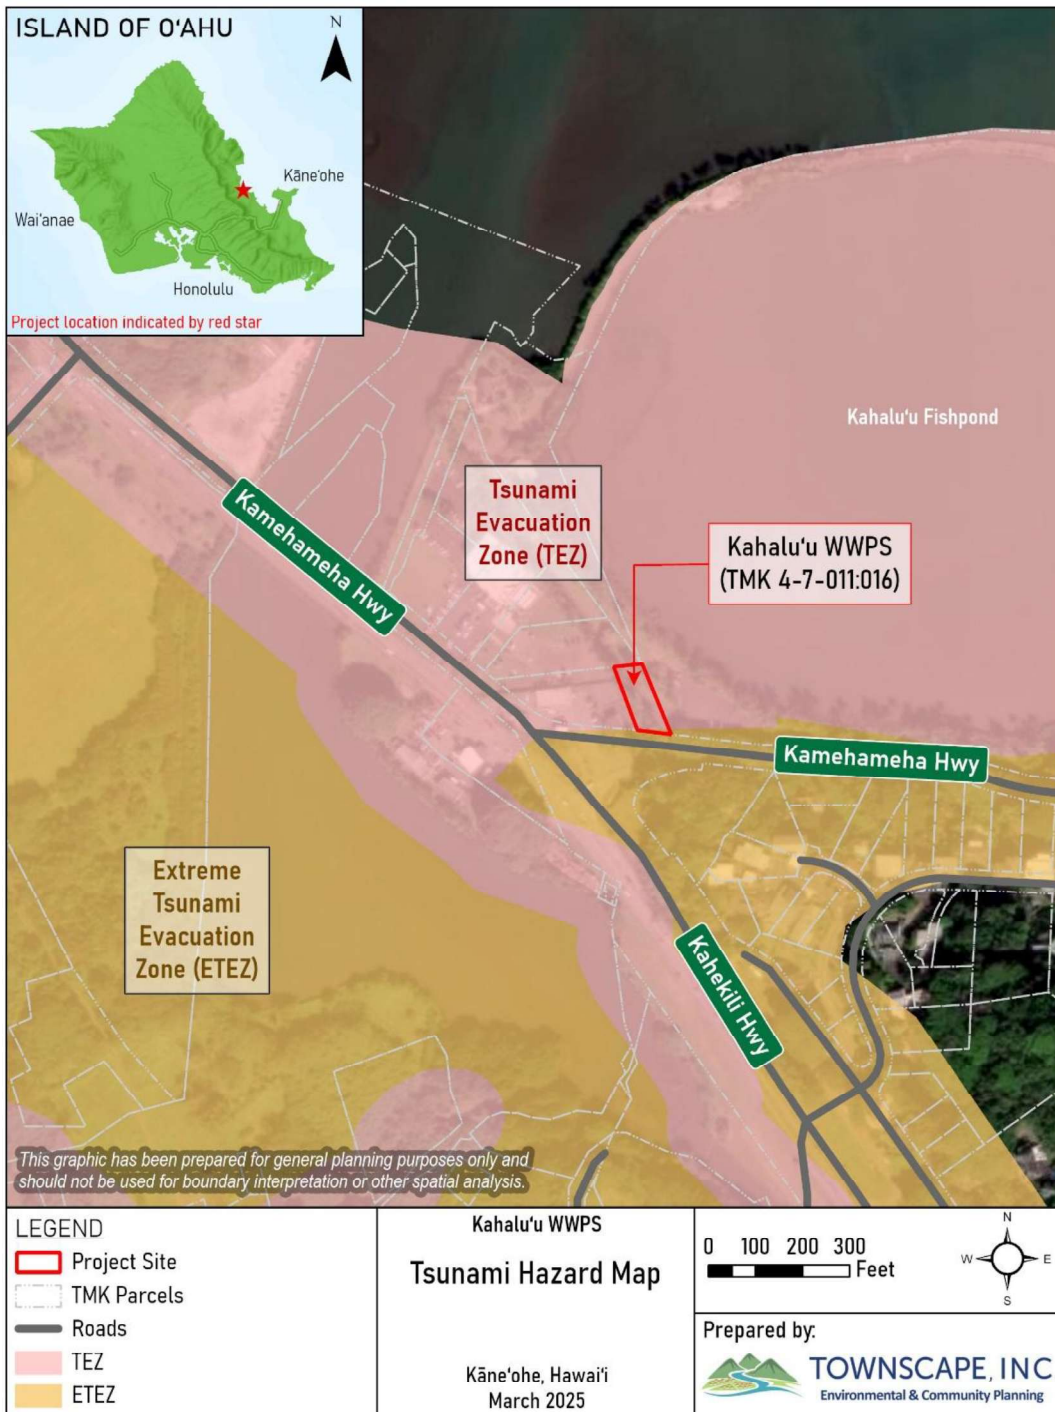 ISLAND OF OʻAHU
N
Kāneʻohe
Waiʻanae
Honolulu
Project location indicated by red star
Kahaluʻu Fishpond
Kamehameha Hwy
Tsunami
Evacuation
Zone (TEZ)
Kahaluʻu WWPS
(TMK 4-7-011:016)
Kamehameha Hwy
Extreme
Tsunami
Evacuation
Zone (ETEZ)
Kahekili Hwy
This graphic has been prepared for general planning purposes only and
should not be used for boundary interpretation or other spatial analysis.
LEGEND
Project Site
TMK Parcels
Roads
TEZ
ETEZ
Kahaluʻu WWPS
Tsunami Hazard Map
Kāneʻohe, Hawaiʻi
March 2025
0 100 200 300
Feet
N
W E
S
Prepared by:
TOWNSCAPE, INC
Environmental & Community Planning